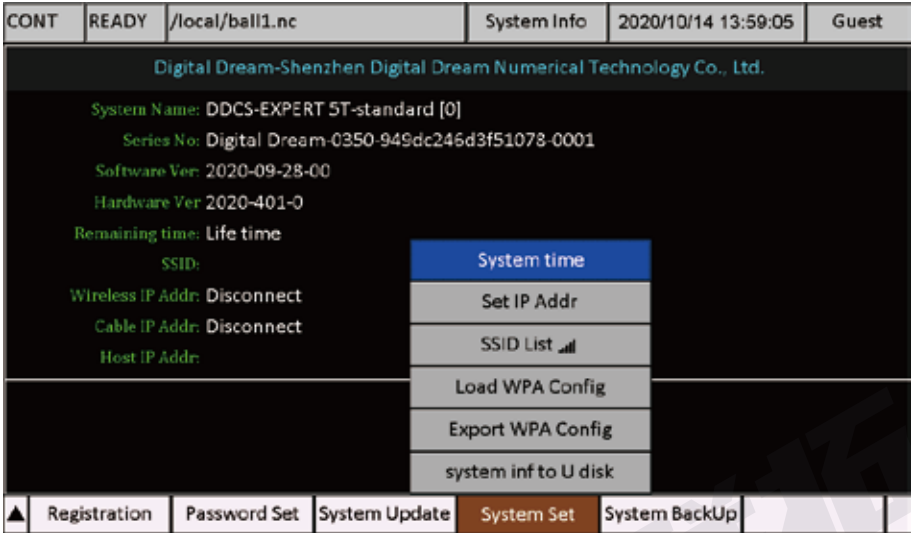 CONT READY /local/ball1.nc System Info 2020/10/14 13:59:05 Guest
Digital Dream-Shenzhen Digital Dream Numerical Technology Co., Ltd.
System Name: DDCS-EXPERT 5T-standard [0]
Series No: Digital Dream-0350-949dc246d3f51078-0001
Software Ver: 2020-09-28-00
Hardware Ver 2020-401-0
Remaining time: Life time
SSID:
Wireless IP Addr: Disconnect
Cable IP Addr: Disconnect
Host IP Addr:
System time
Set IP Addr
SSID List
Load WPA Config
Export WPA Config
system inf to U disk
▲ Registration Password Set System Update System Set System BackUp